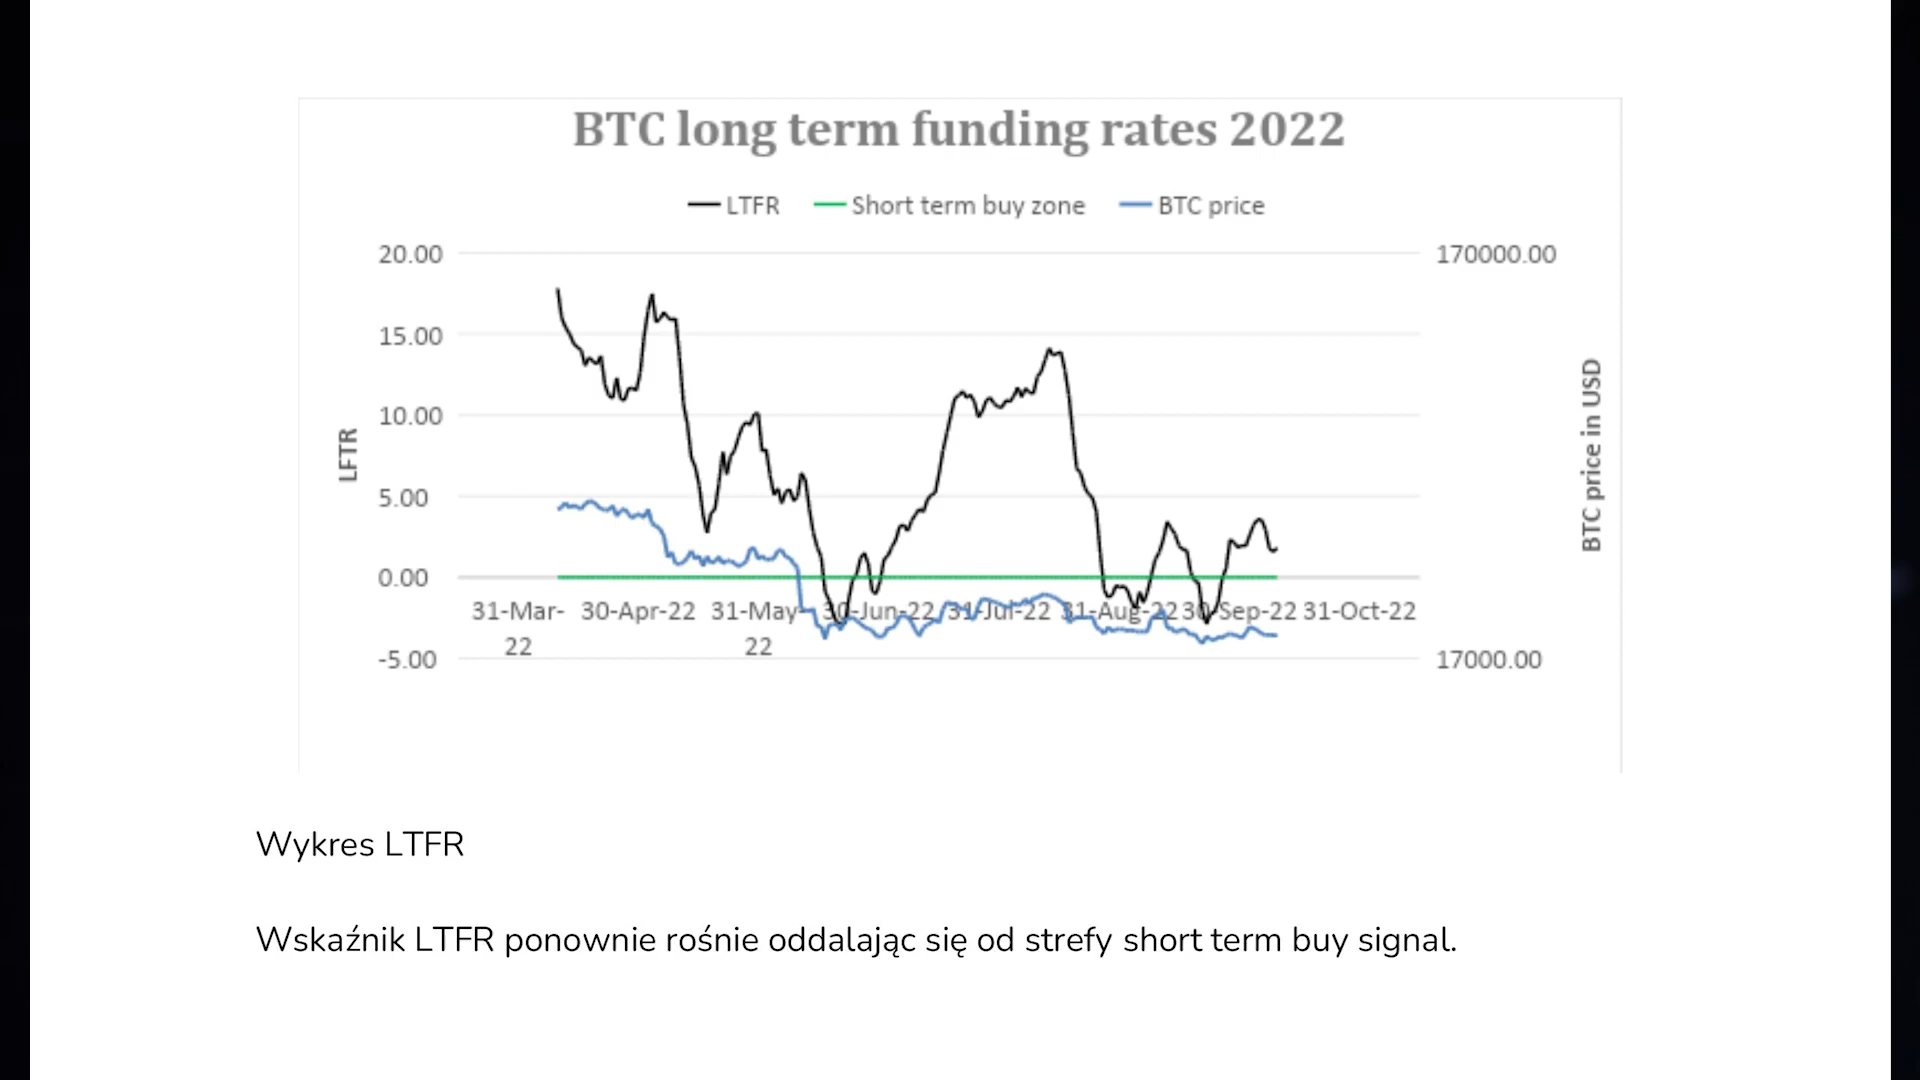 BTC long term funding rates 2022
LTFR Short term buy zone BTC price
20.00 170000.00
15.00
10.00
LFTR
BTC price in USD
5.00
0.00
31-Mar-22 30-Apr-22 31-May-22 30-Jun-22 31-Jul-22 31-Aug-22 30-Sep-22 31-Oct-22
-5.00 17000.00
Wykres LTFR
Wskaźnik LTFR ponownie rośnie oddalając się od strefy short term buy signal.